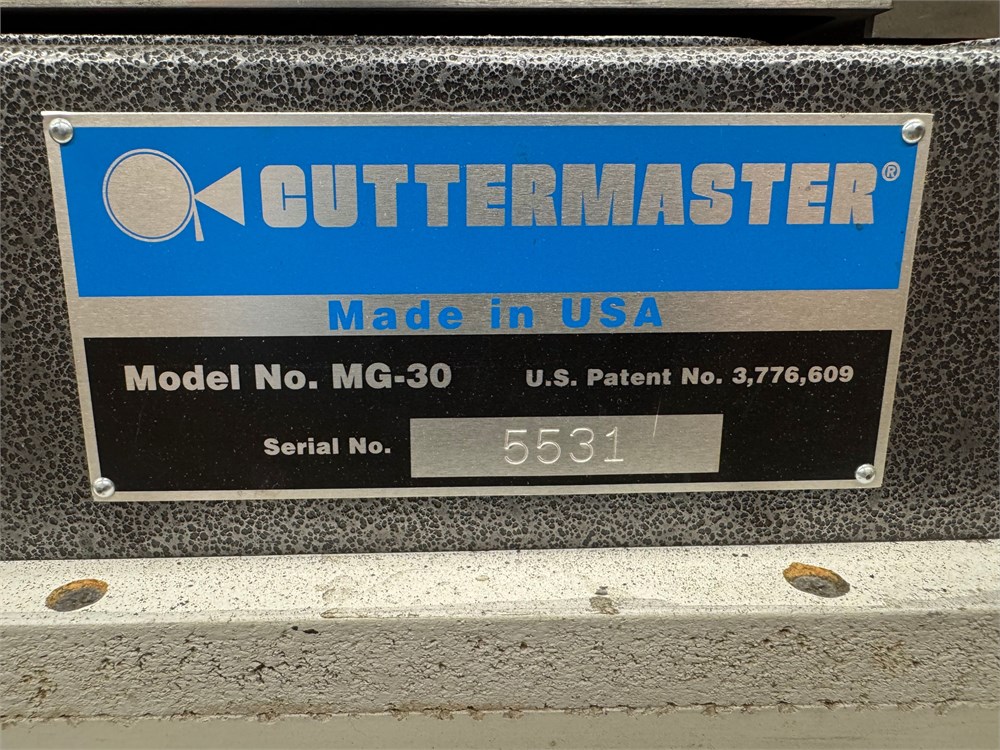 CUTTERMASTER®
Made in USA
Model No. MG-30 U.S. Patent No. 3,776,609
Serial No. 5531